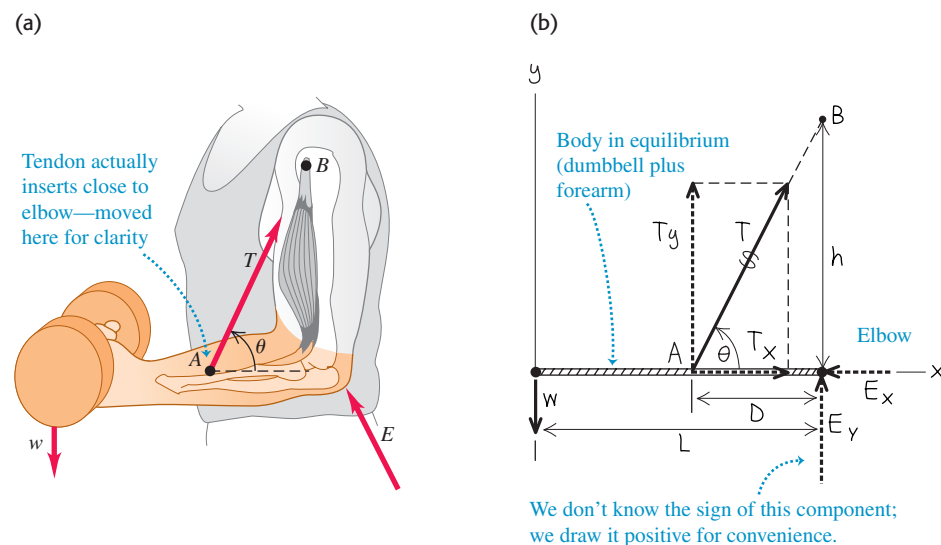 (a)
(b)
Tendon actually
inserts close to
elbow—moved
here for clarity
B
T
A
θ
w
E
y
B
Body in equilibrium
(dumbbell plus
forearm)
Ty
T
h
A
θ
Tx
Elbow
x
Ex
w
D
Ey
L
We don't know the sign of this component;
we draw it positive for convenience.